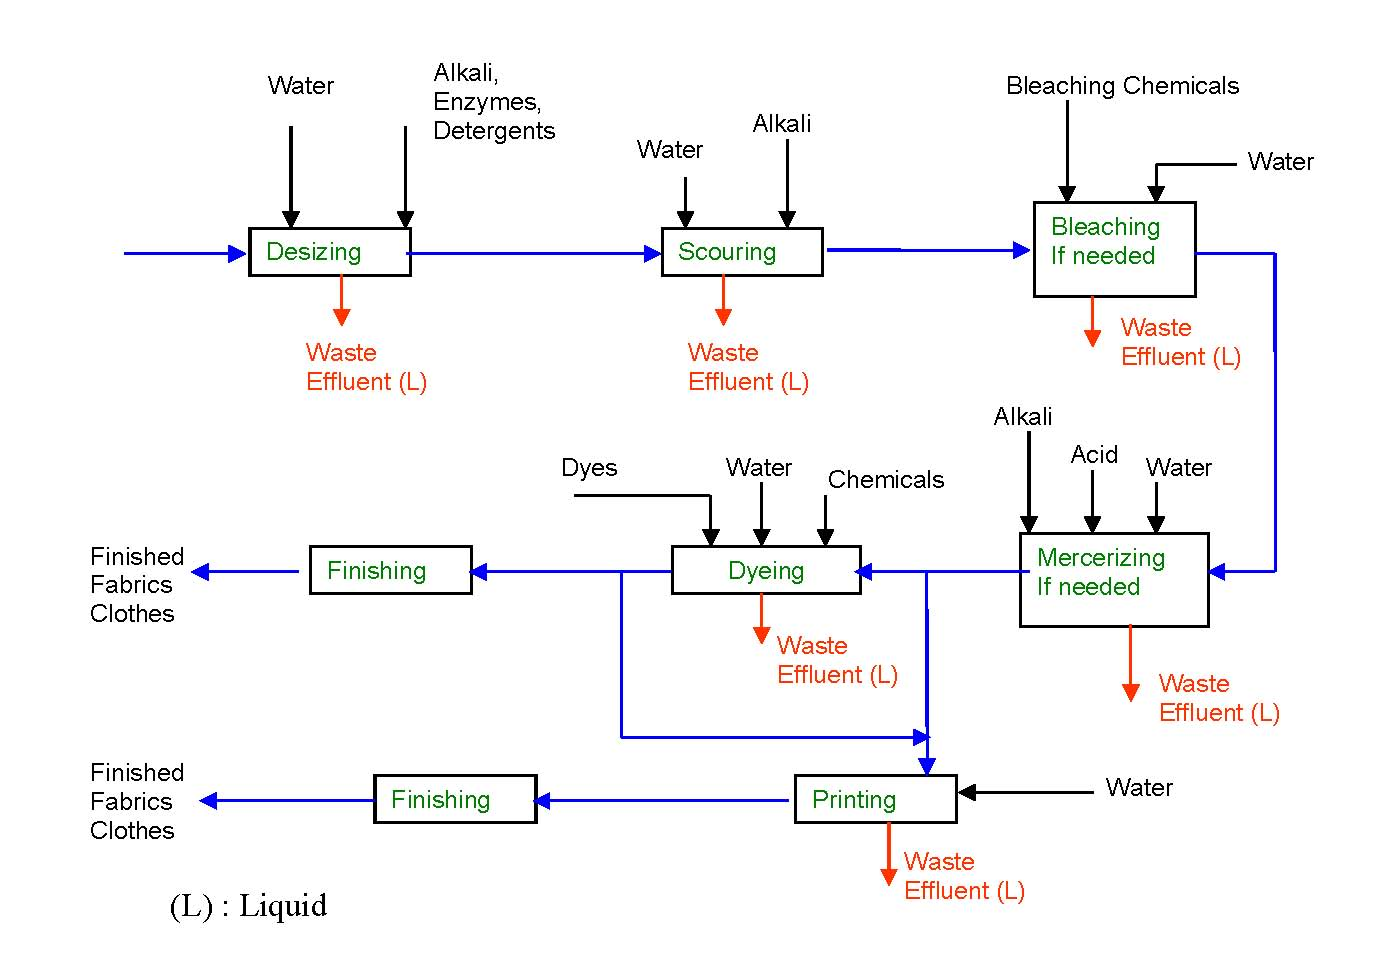 Water
Alkali,
Enzymes,
Detergents
Water
Alkali
Bleaching Chemicals
Water
Desizing
Scouring
Bleaching
If needed
Waste
Effluent (L)
Waste
Effluent (L)
Waste
Effluent (L)
Alkali
Acid
Water
Dyes
Water
Chemicals
Finished
Fabrics
Clothes
Finishing
Dyeing
Mercerizing
If needed
Waste
Effluent (L)
Waste
Effluent (L)
Finished
Fabrics
Clothes
Finishing
Printing
Water
Waste
Effluent (L)
(L) : Liquid